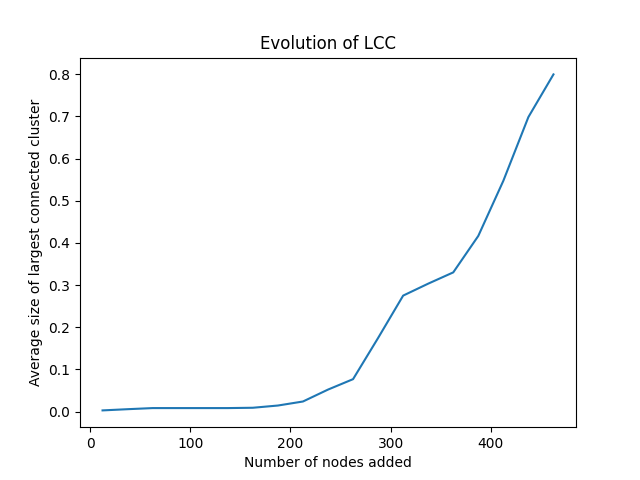 Evolution of LCC
Average size of largest connected cluster
0.8
0.7
0.6
0.5
0.4
0.3
0.2
0.1
0.0
0 100 200 300 400
Number of nodes added